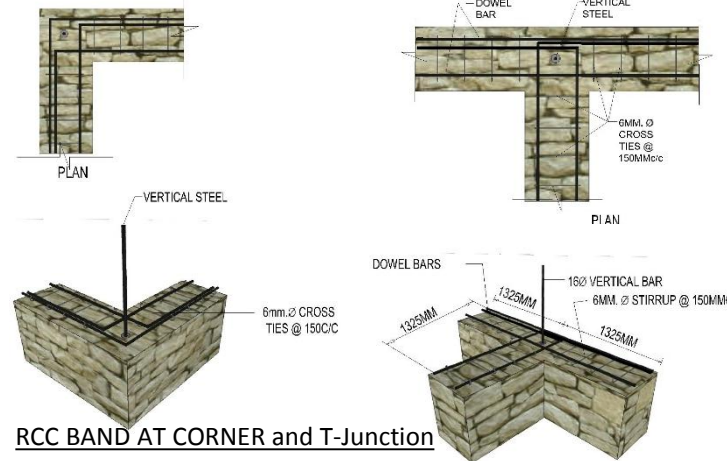 DOWEL
BAR
VERTICAL
STEEL
6MM. Ø
CROSS
TIES @
150MMc/c
PLAN
PLAN
VERTICAL STEEL
6mm.Ø CROSS
TIES @ 150C/C
DOWEL BARS
16Ø VERTICAL BAR
6MM. Ø STIRRUP @ 150MM
1325MM
1325MM
1325MM
RCC BAND AT CORNER and T-Junction